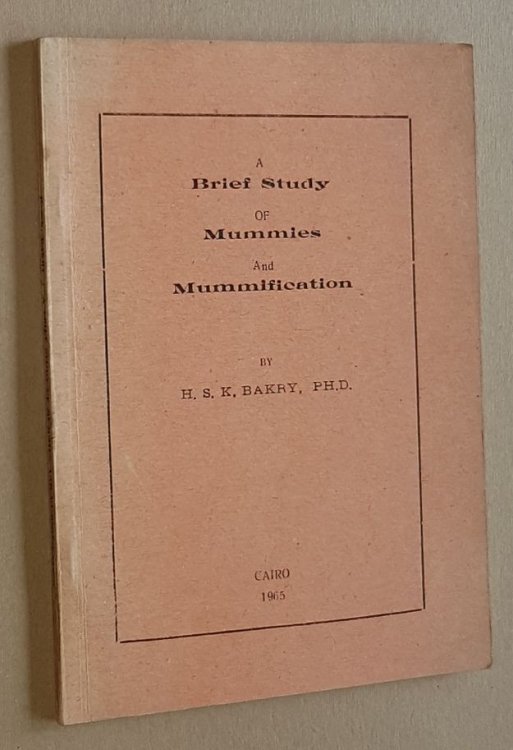 A
Brief Study
OF
Mummies
And
Mummification
BY
H. S. K. BAKRY, PH.D.
CAIRO
1965